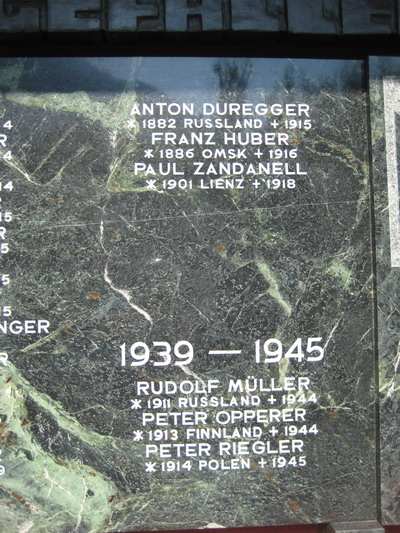 ANTON DUREGGER
* 1882 RUSSLAND + 1915
FRANZ HUBER
* 1886 OMSK + 1916
PAUL ZANDANELL
* 1901 LIENZ + 1918
1939 — 1945
RUDOLF MÜLLER
* 1911 RUSSLAND + 1944
PETER OPPERER
* 1913 FINNLAND + 1944
PETER RIEGLER
* 1914 POLEN + 1945